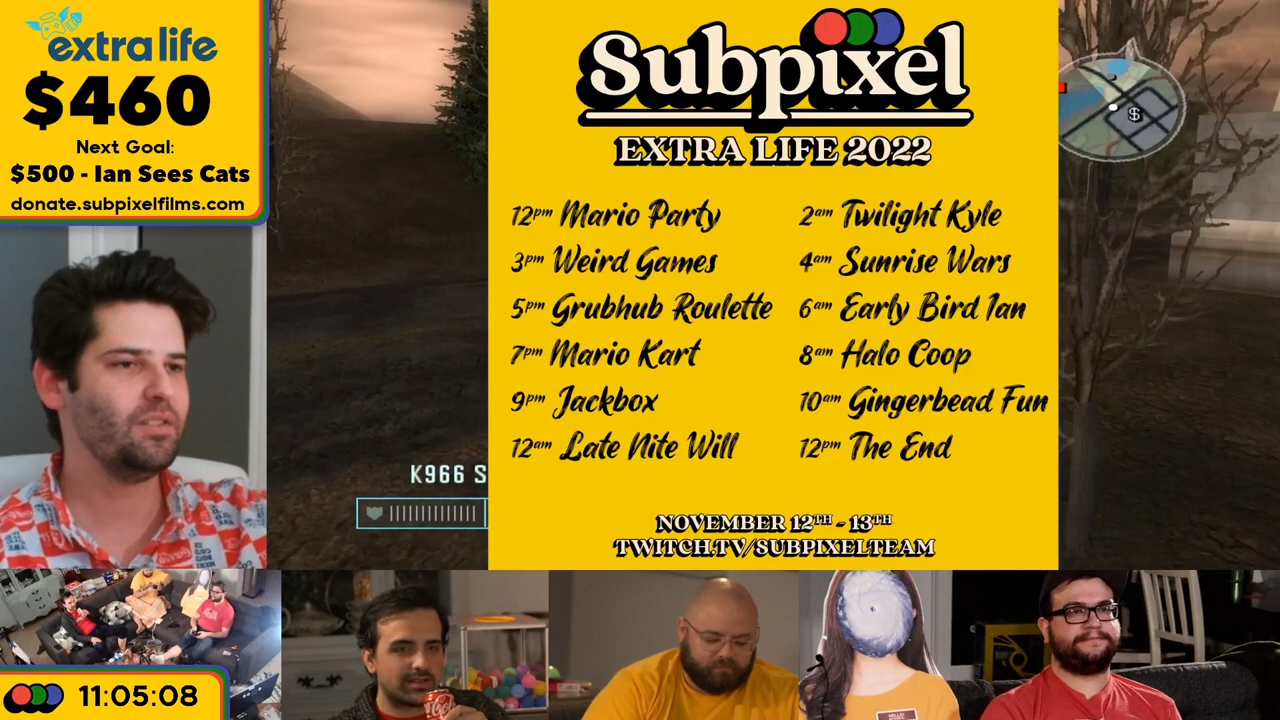 extralife
$460
Next Goal:
$500 - Ian Sees Cats
donate.subpixelfilms.com
Subpixel
EXTRA LIFE 2022
12pm Mario Party
3pm Weird Games
5pm Grubhub Roulette
7pm Mario Kart
9pm Jackbox
12am Late Nite Will
2am Twilight Kyle
4am Sunrise Wars
6am Early Bird Ian
8am Halo Coop
10am Gingerbead Fun
12pm The End
NOVEMBER 12TH - 13TH
TWITCH.TV/SUBPIXELTEAM
$
K966 S
HELLO
11:05:08